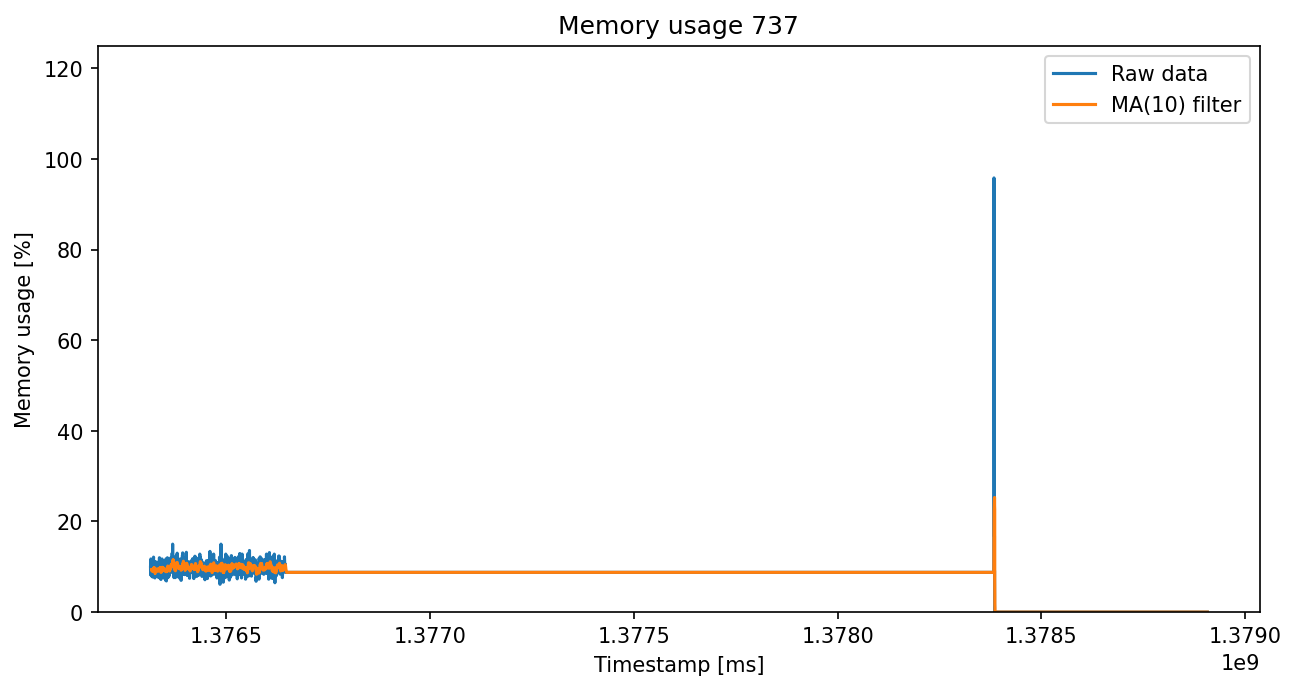 Memory usage 737
Raw data
MA(10) filter
Memory usage [%]
120
100
80
60
40
20
0
1.3765 1.3770 1.3775 1.3780 1.3785 1.3790
1e9
Timestamp [ms]